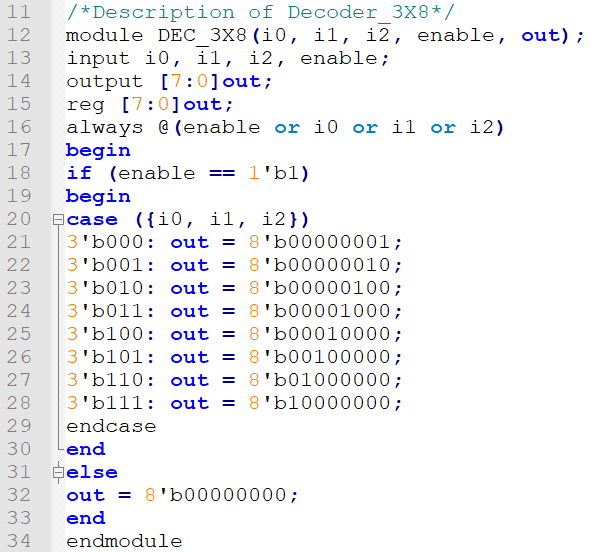 11 /*Description of Decoder_3X8*/
12 module DEC_3X8(i0, i1, i2, enable, out);
13 input i0, i1, i2, enable;
14 output [7:0]out;
15 reg [7:0]out;
16 always @(enable or i0 or i1 or i2)
17 begin
18 if (enable == 1'b1)
19 begin
20 case ({i0, i1, i2})
21 3'b000: out = 8'b00000001;
22 3'b001: out = 8'b00000010;
23 3'b010: out = 8'b00000100;
24 3'b011: out = 8'b00001000;
25 3'b100: out = 8'b00010000;
26 3'b101: out = 8'b00100000;
27 3'b110: out = 8'b01000000;
28 3'b111: out = 8'b10000000;
29 endcase
30 end
31 else
32 out = 8'b00000000;
33 end
34 endmodule